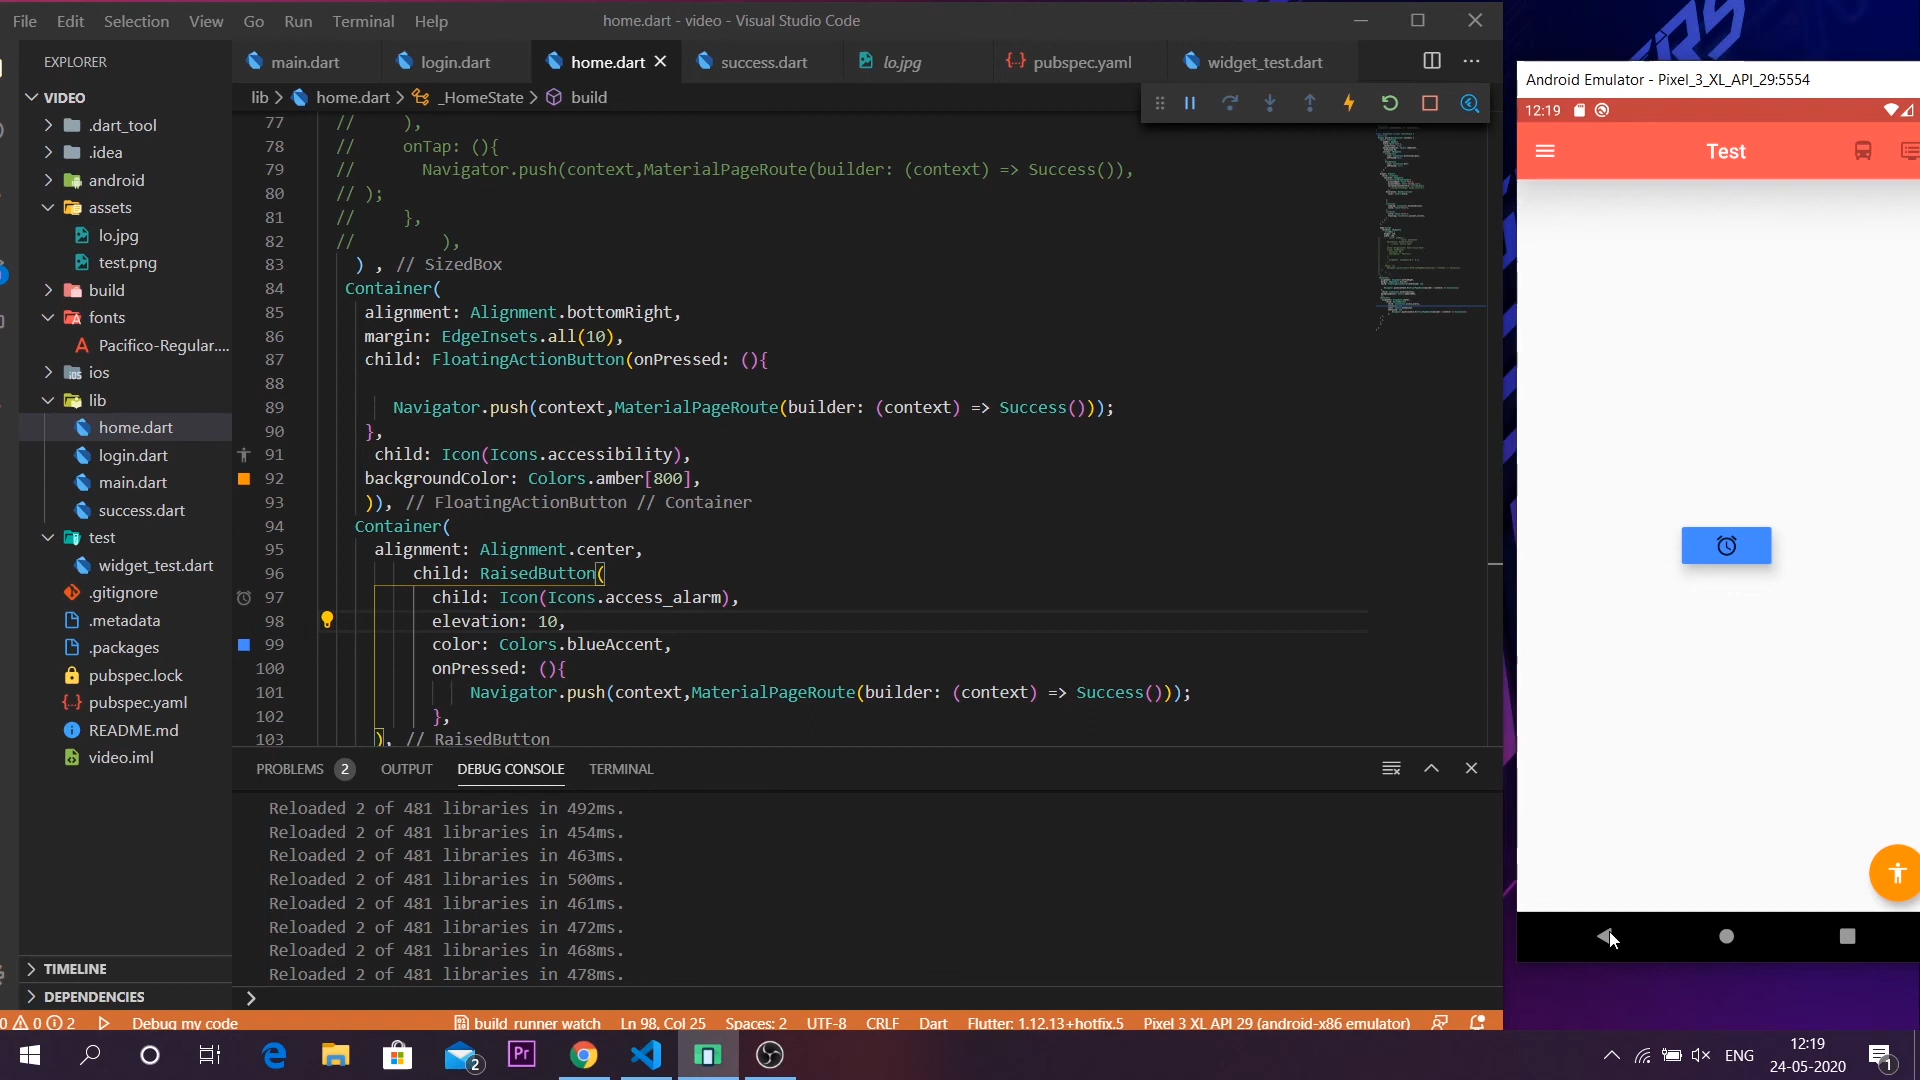 File Edit Selection View Go Run Terminal Help
home.dart - video - Visual Studio Code
EXPLORER
main.dart login.dart home.dart success.dart lo.jpg pubspec.yaml widget_test.dart
lib > home.dart > _HomeState > build
VIDEO
.dart_tool
.idea
android
assets
lo.jpg
test.png
build
fonts
Pacifico-Regular....
ios
lib
home.dart
login.dart
main.dart
success.dart
test
widget_test.dart
.gitignore
.metadata
.packages
pubspec.lock
pubspec.yaml
README.md
video.iml
TIMELINE
DEPENDENCIES
77 // ),
78 // onTap: (){
79 // Navigator.push(context,MaterialPageRoute(builder: (context) => Success()),
80 // );
81 // },
82 // ),
83 ) , // SizedBox
84 Container(
85 alignment: Alignment.bottomRight,
86 margin: EdgeInsets.all(10),
87 child: FloatingActionButton(onPressed: (){
88
89 Navigator.push(context,MaterialPageRoute(builder: (context) => Success()));
90 },
91 child: Icon(Icons.accessibility),
92 backgroundColor: Colors.amber[800],
93 )), // FloatingActionButton // Container
94 Container(
95 alignment: Alignment.center,
96 child: RaisedButton(
97 child: Icon(Icons.access_alarm),
98 elevation: 10,
99 color: Colors.blueAccent,
100 onPressed: (){
101 Navigator.push(context,MaterialPageRoute(builder: (context) => Success()));
102 },
103 ), // RaisedButton
PROBLEMS 2 OUTPUT DEBUG CONSOLE TERMINAL
Reloaded 2 of 481 libraries in 492ms.
Reloaded 2 of 481 libraries in 454ms.
Reloaded 2 of 481 libraries in 463ms.
Reloaded 2 of 481 libraries in 500ms.
Reloaded 2 of 481 libraries in 461ms.
Reloaded 2 of 481 libraries in 472ms.
Reloaded 2 of 481 libraries in 468ms.
Reloaded 2 of 481 libraries in 478ms.
0 0 2 Debug my code build_runner watch Ln 98, Col 25 Spaces: 2 UTF-8 CRLF Dart Flutter: 1.12.13+hotfix.5 Pixel 3 XL API 29 (android-x86 emulator)
Android Emulator - Pixel_3_XL_API_29:5554
12:19
Test
2
Pr
ENG
12:19
24-05-2020
1